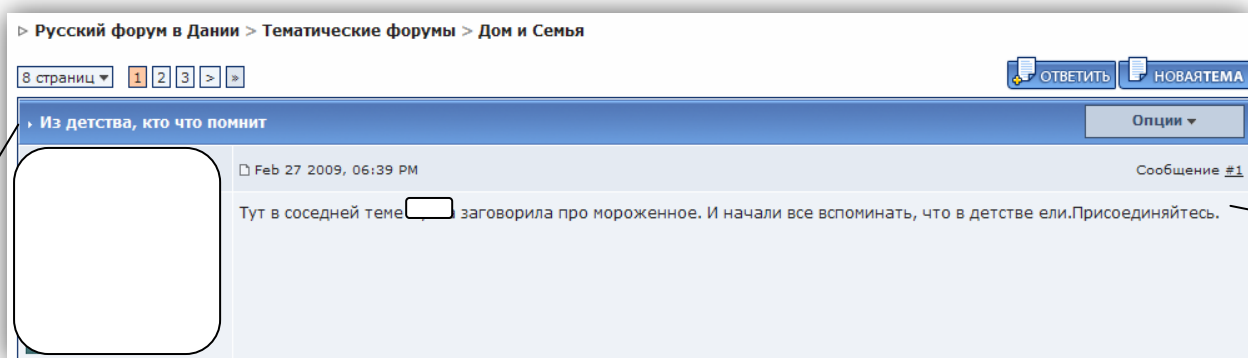 Русский форум в Дании > Тематические форумы > Дом и Семья
8 страниц 1 2 3 > »
ОТВЕТИТЬ НОВАЯТЕМА
Из детства, кто что помнит Опции
Feb 27 2009, 06:39 PM Сообщение #1
Тут в соседней теме заговорила про мороженное. И начали все вспоминать, что в детстве ели.Присоединяйтесь.